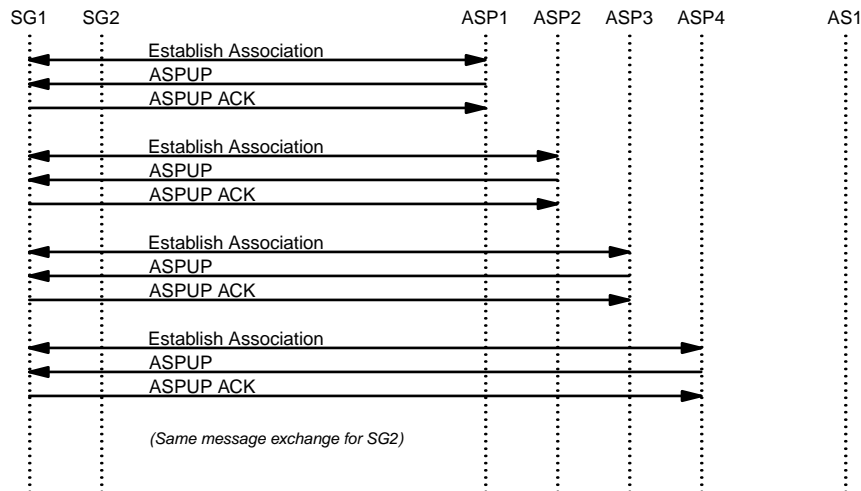 SG1 SG2 ASP1 ASP2 ASP3 ASP4 AS1
Establish Association
ASPUP
ASPUP ACK
Establish Association
ASPUP
ASPUP ACK
Establish Association
ASPUP
ASPUP ACK
Establish Association
ASPUP
ASPUP ACK
(Same message exchange for SG2)